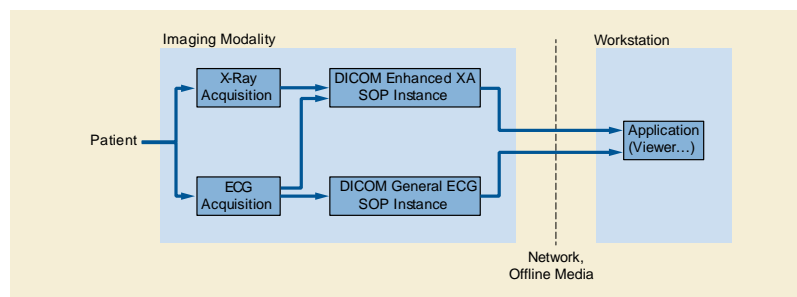 Imaging Modality
Workstation
X-Ray
Acquisition
DICOM Enhanced XA
SOP Instance
Patient
Application
(Viewer…)
ECG
Acquisition
DICOM General ECG
SOP Instance
Network,
Offline Media